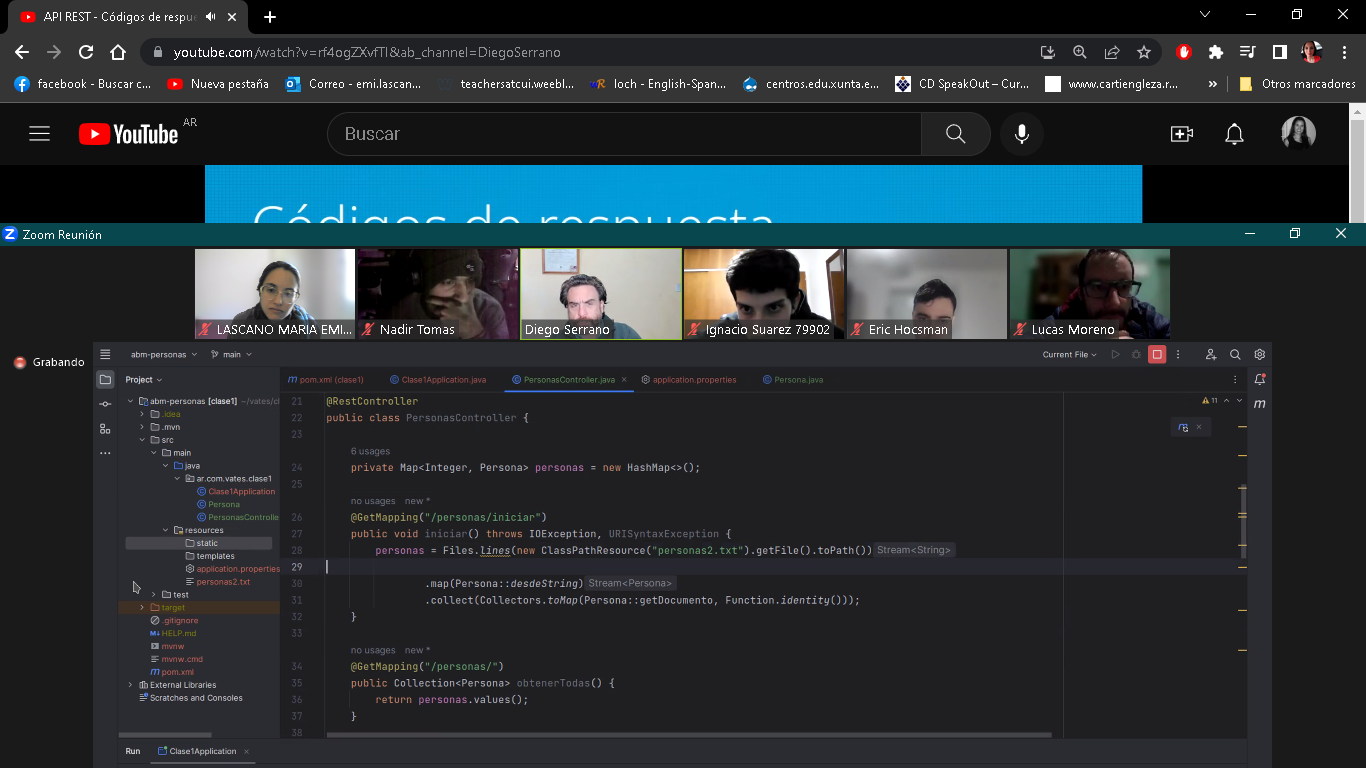 API REST - Códigos de respue
youtube.com/watch?v=rf4ogZXvfTI&ab_channel=DiegoSerrano
facebook - Buscar c...
Nueva pestaña
Correo - emi.lascan...
teachersatcui.weebl...
loch - English-Span...
centros.edu.xunta.e...
CD SpeakOut – Cur...
www.cartiengleza.r...
»
Otros marcadores
YouTube AR
Buscar
Códigos de respuesta
Zoom Reunión
LASCANO MARIA EMI...
Nadir Tomas
Diego Serrano
Ignacio Suarez 79902
Eric Hocsman
Lucas Moreno
Grabando
abm-personas
main
Current File
Project
pom.xml (clase1)
Clase1Application.java
PersonasController.java
application.properties
Persona.java
abm-personas [clase1] ~/vates/cl
.idea
.mvn
src
main
java
ar.com.vates.clase1
Clase1Application
Persona
PersonasControlle
resources
static
templates
application.properties
personas2.txt
test
target
.gitignore
HELP.md
mvnw
mvnw.cmd
pom.xml
External Libraries
Scratches and Consoles
11
21 @RestController
22 public class PersonasController {
23
6 usages
24 private Map<Integer, Persona> personas = new HashMap<>();
25
no usages new *
26 @GetMapping("/personas/iniciar")
27 public void iniciar() throws IOException, URISyntaxException {
28 personas = Files.lines(new ClassPathResource("personas2.txt").getFile().toPath()) Stream<String>
29
30 .map(Persona::desdeString) Stream<Persona>
31 .collect(Collectors.toMap(Persona::getDocumento, Function.identity()));
32 }
33
no usages new *
34 @GetMapping("/personas/")
35 public Collection<Persona> obtenerTodas() {
36 return personas.values();
37 }
38
Run
Clase1Application